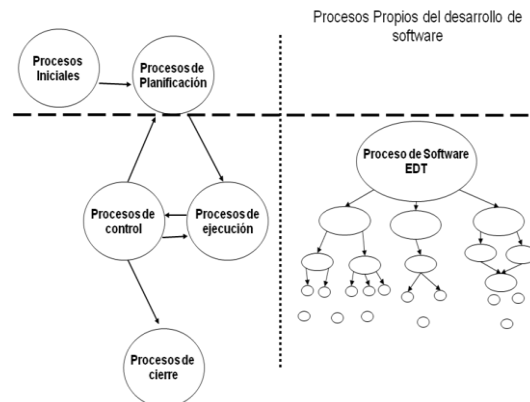 Procesos Propios del desarrollo de
software
Procesos
Iniciales
Procesos de
Planificación
Proceso de Software
EDT
Procesos de
control
Procesos de
ejecución
Procesos de
cierre